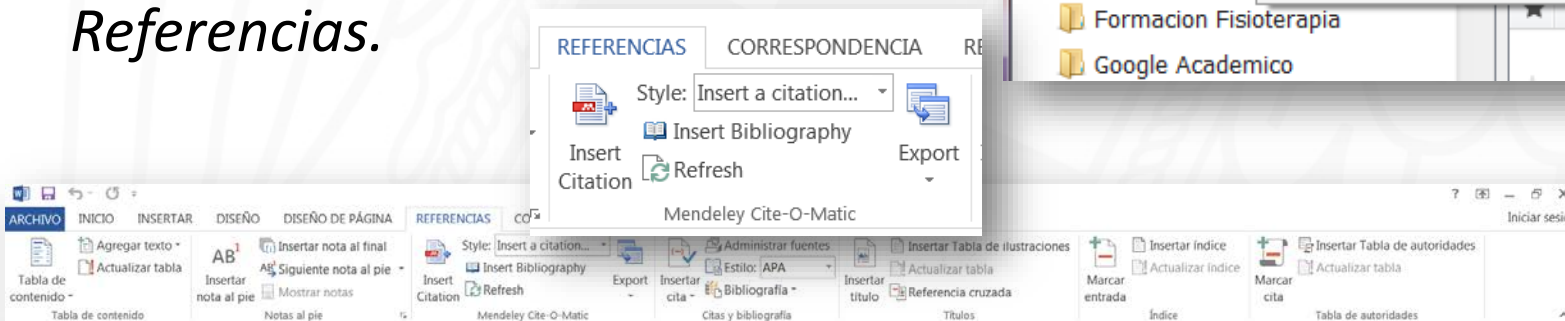 Referencias.
Formacion Fisioterapia
Google Academico
REFERENCIAS CORRESPONDENCIA
Style: Insert a citation...
Insert Bibliography
Insert Citation
Refresh
Export
Mendeley Cite-O-Matic
ARCHIVO INICIO INSERTAR DISEÑO DISEÑO DE PÁGINA REFERENCIAS
Iniciar
Tabla de contenido
Agregar texto
Actualizar tabla
Tabla de contenido
AB1
Insertar nota al pie
Insertar nota al final
Siguiente nota al pie
Mostrar notas
Notas al pie
Insert Citation
Style: Insert a citation...
Insert Bibliography
Refresh
Export
Mendeley Cite-O-Matic
Insertar cita
Administrar fuentes
Estilo: APA
Bibliografía
Citas y bibliografía
Insertar título
Insertar Tabla de ilustraciones
Actualizar tabla
Referencia cruzada
Títulos
Marcar entrada
Insertar índice
Actualizar índice
Índice
Marcar cita
Insertar Tabla de autoridades
Actualizar tabla
Tabla de autoridades